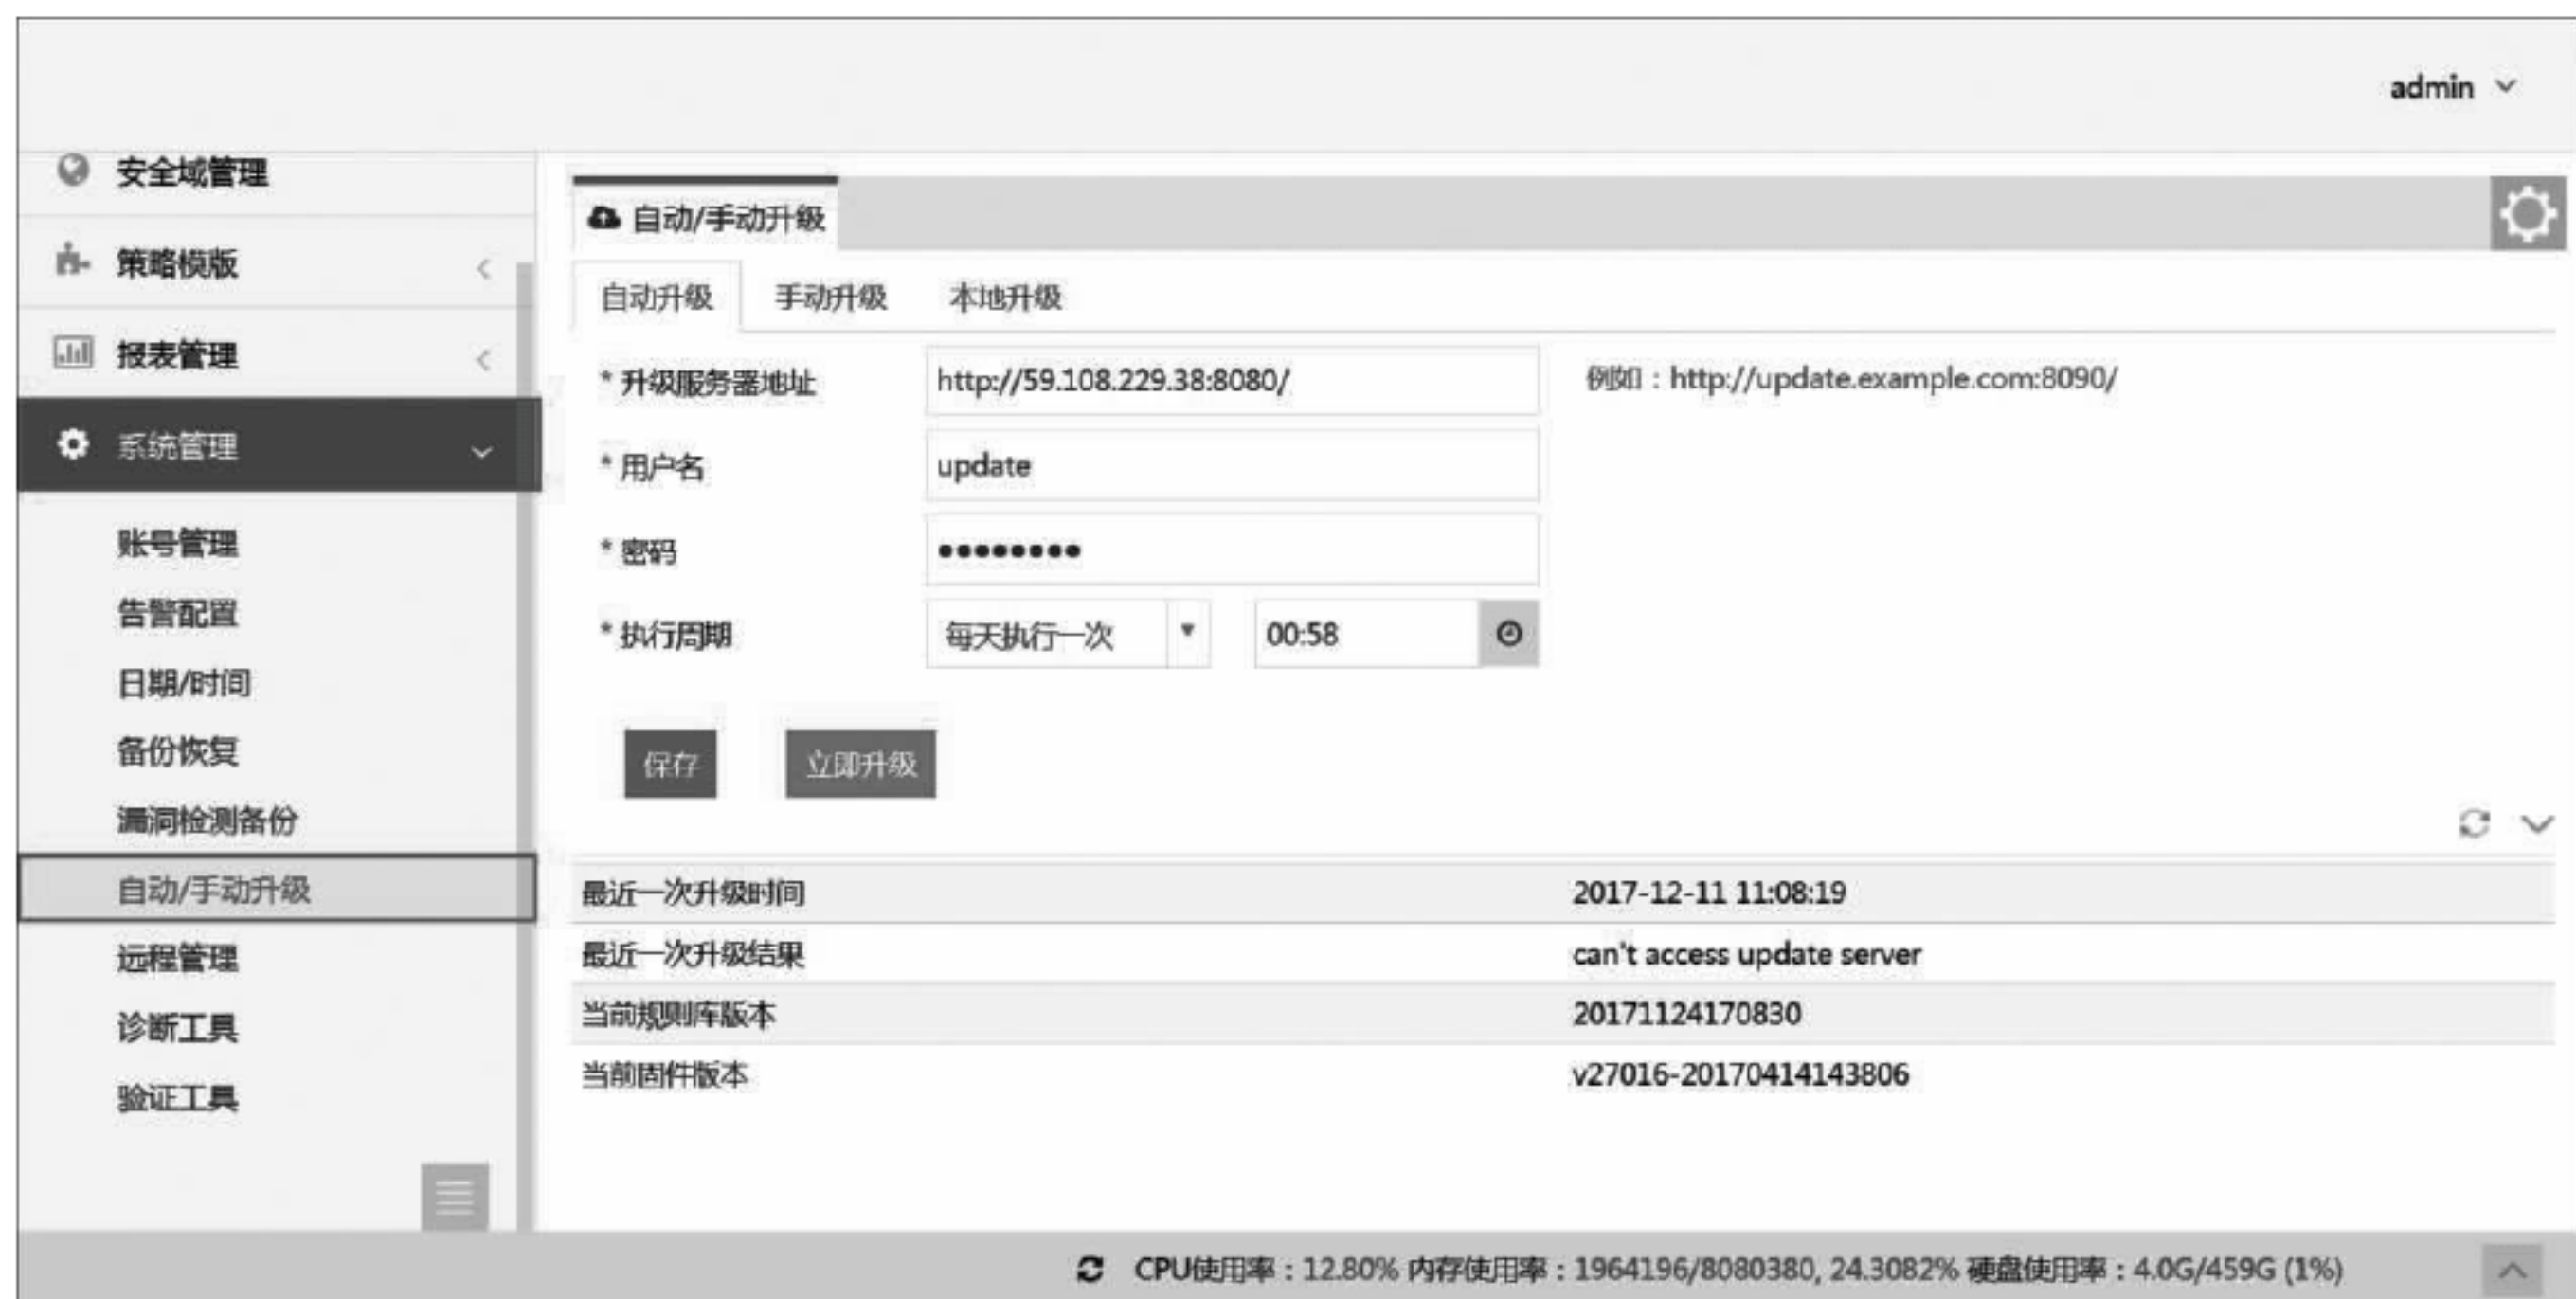 admin
安全域管理
策略模版
报表管理
系统管理
账号管理
告警配置
日期/时间
备份恢复
漏洞检测备份
自动/手动升级
远程管理
诊断工具
验证工具
自动/手动升级
自动升级 手动升级 本地升级
* 升级服务器地址 http://59.108.229.38:8080/ 例如：http://update.example.com:8090/
* 用户名 update
* 密码 ••••••••
* 执行周期 每天执行一次 00:58
保存 立即升级
最近一次升级时间 2017-12-11 11:08:19
最近一次升级结果 can't access update server
当前规则库版本 20171124170830
当前固件版本 v27016-20170414143806
CPU使用率：12.80% 内存使用率：1964196/8080380, 24.3082% 硬盘使用率：4.0G/459G (1%)